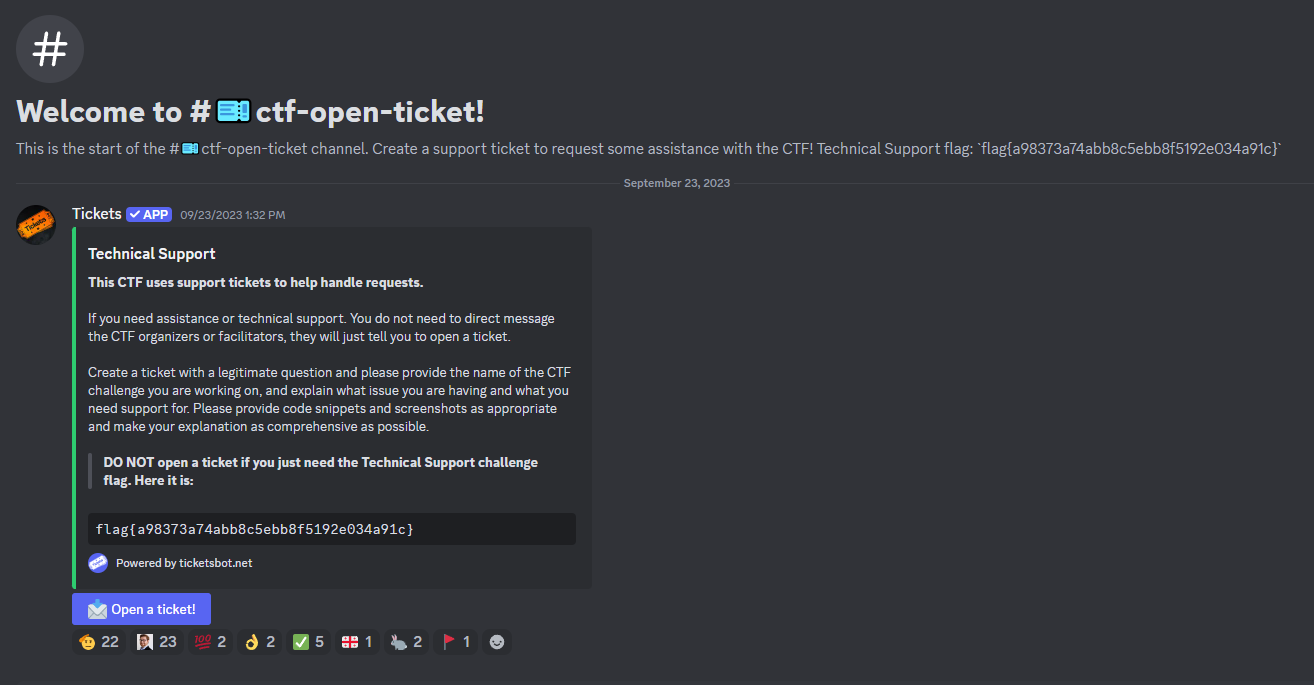 Welcome to # ctf-open-ticket!
This is the start of the # ctf-open-ticket channel. Create a support ticket to request some assistance with the CTF! Technical Support flag: `flag{a98373a74abb8c5ebb8f5192e034a91c}`
September 23, 2023
Tickets APP 09/23/2023 1:32 PM
Technical Support
This CTF uses support tickets to help handle requests.
If you need assistance or technical support. You do not need to direct message
the CTF organizers or facilitators, they will just tell you to open a ticket.
Create a ticket with a legitimate question and please provide the name of the CTF
challenge you are working on, and explain what issue you are having and what you
need support for. Please provide code snippets and screenshots as appropriate
and make your explanation as comprehensive as possible.
DO NOT open a ticket if you just need the Technical Support challenge
flag. Here it is:
flag{a98373a74abb8c5ebb8f5192e034a91c}
Powered by ticketsbot.net
Open a ticket!
22 23 2 2 5 1 2 1